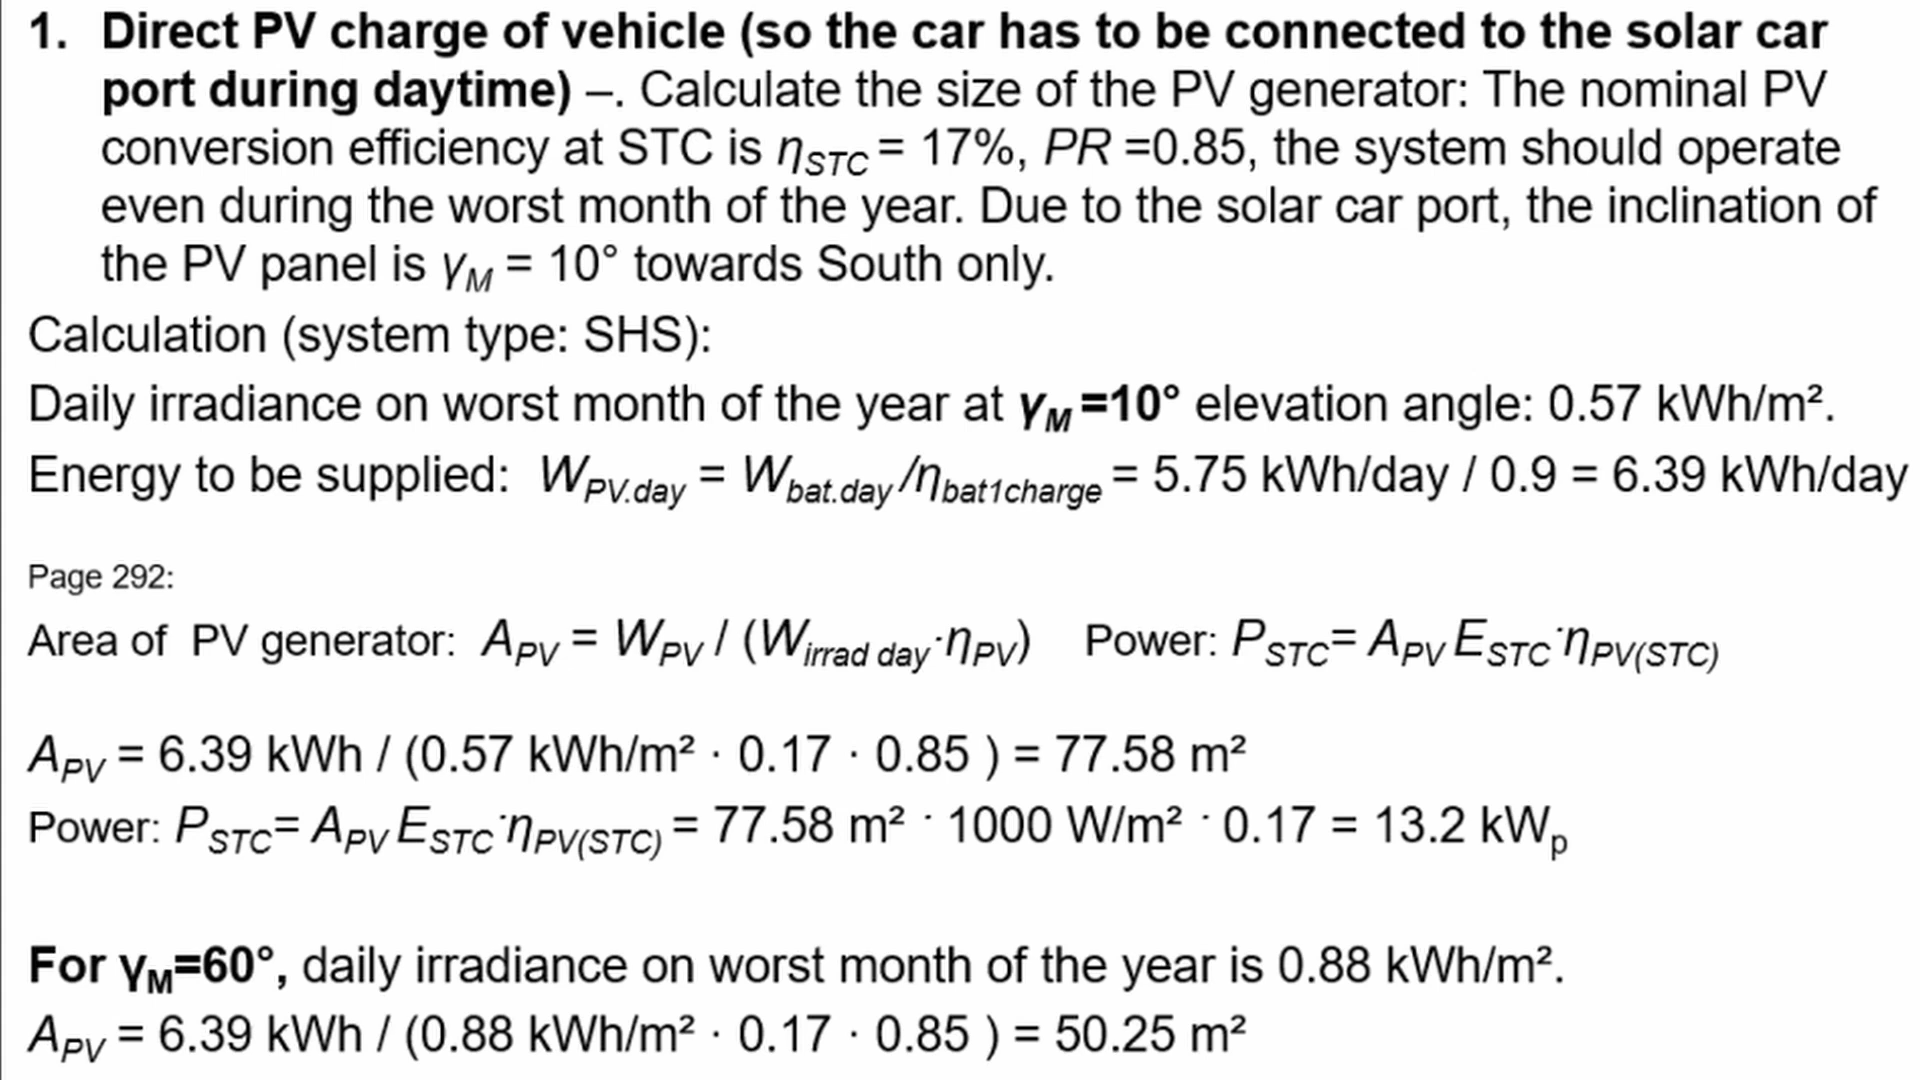 1. Direct PV charge of vehicle (so the car has to be connected to the solar car
port during daytime) –. Calculate the size of the PV generator: The nominal PV
conversion efficiency at STC is ηSTC = 17%, PR =0.85, the system should operate
even during the worst month of the year. Due to the solar car port, the inclination of
the PV panel is γM = 10° towards South only.
Calculation (system type: SHS):
Daily irradiance on worst month of the year at γM =10° elevation angle: 0.57 kWh/m².
Energy to be supplied: WPV.day = Wbat.day /ηbat1charge = 5.75 kWh/day / 0.9 = 6.39 kWh/day
Page 292:
Area of PV generator: APV = WPV / (Wirrad day·ηPV) Power: PSTC= APV ESTC·ηPV(STC)
APV = 6.39 kWh / (0.57 kWh/m² · 0.17 · 0.85 ) = 77.58 m²
Power: PSTC= APV ESTC·ηPV(STC) = 77.58 m² · 1000 W/m² · 0.17 = 13.2 kWp
For γM=60°, daily irradiance on worst month of the year is 0.88 kWh/m².
APV = 6.39 kWh / (0.88 kWh/m² · 0.17 · 0.85 ) = 50.25 m²